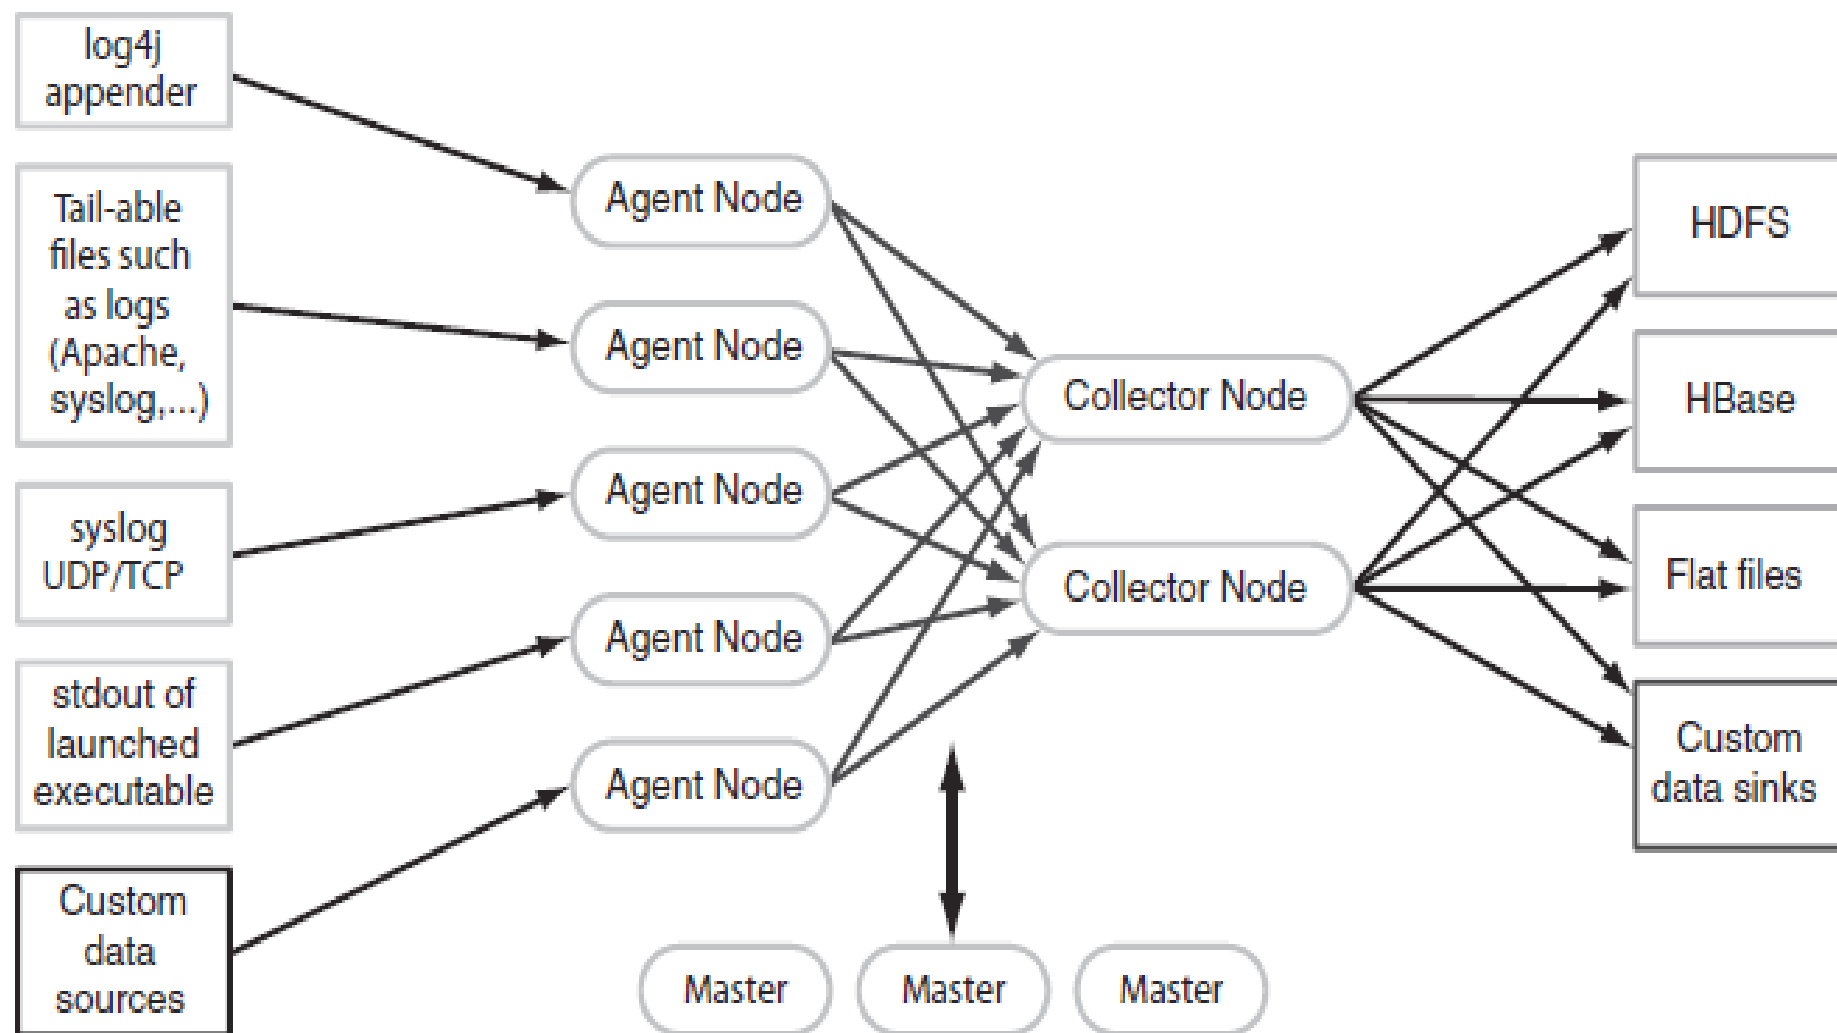 log4j
appender
Tail-able
files such
as logs
(Apache,
syslog,...)
syslog
UDP/TCP
stdout of
launched
executable
Custom
data
sources
Agent Node
Agent Node
Agent Node
Agent Node
Agent Node
Collector Node
Collector Node
Master
Master
Master
HDFS
HBase
Flat files
Custom
data sinks